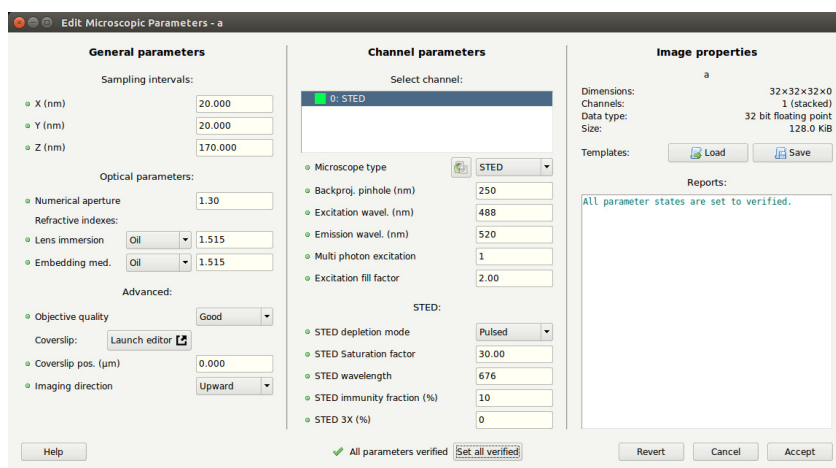 Edit Microscopic Parameters - a
General parameters
Sampling intervals:
X (nm) 20.000
Y (nm) 20.000
Z (nm) 170.000
Optical parameters:
Numerical aperture 1.30
Refractive indexes:
Lens immersion Oil 1.515
Embedding med. Oil 1.515
Advanced:
Objective quality Good
Coverslip: Launch editor
Coverslip pos. (μm) 0.000
Imaging direction Upward
Channel parameters
Select channel:
0: STED
Microscope type STED
Backproj. pinhole (nm) 250
Excitation wavel. (nm) 488
Emission wavel. (nm) 520
Multi photon excitation 1
Excitation fill factor 2.00
STED:
STED depletion mode Pulsed
STED Saturation factor 30.00
STED wavelength 676
STED immunity fraction (%) 10
STED 3X (%) 0
Image properties
a
Dimensions: 32×32×32×0
Channels: 1 (stacked)
Data type: 32 bit floating point
Size: 128.0 KiB
Templates: Load Save
Reports:
All parameter states are set to verified.
Help All parameters verified Set all verified Revert Cancel Accept